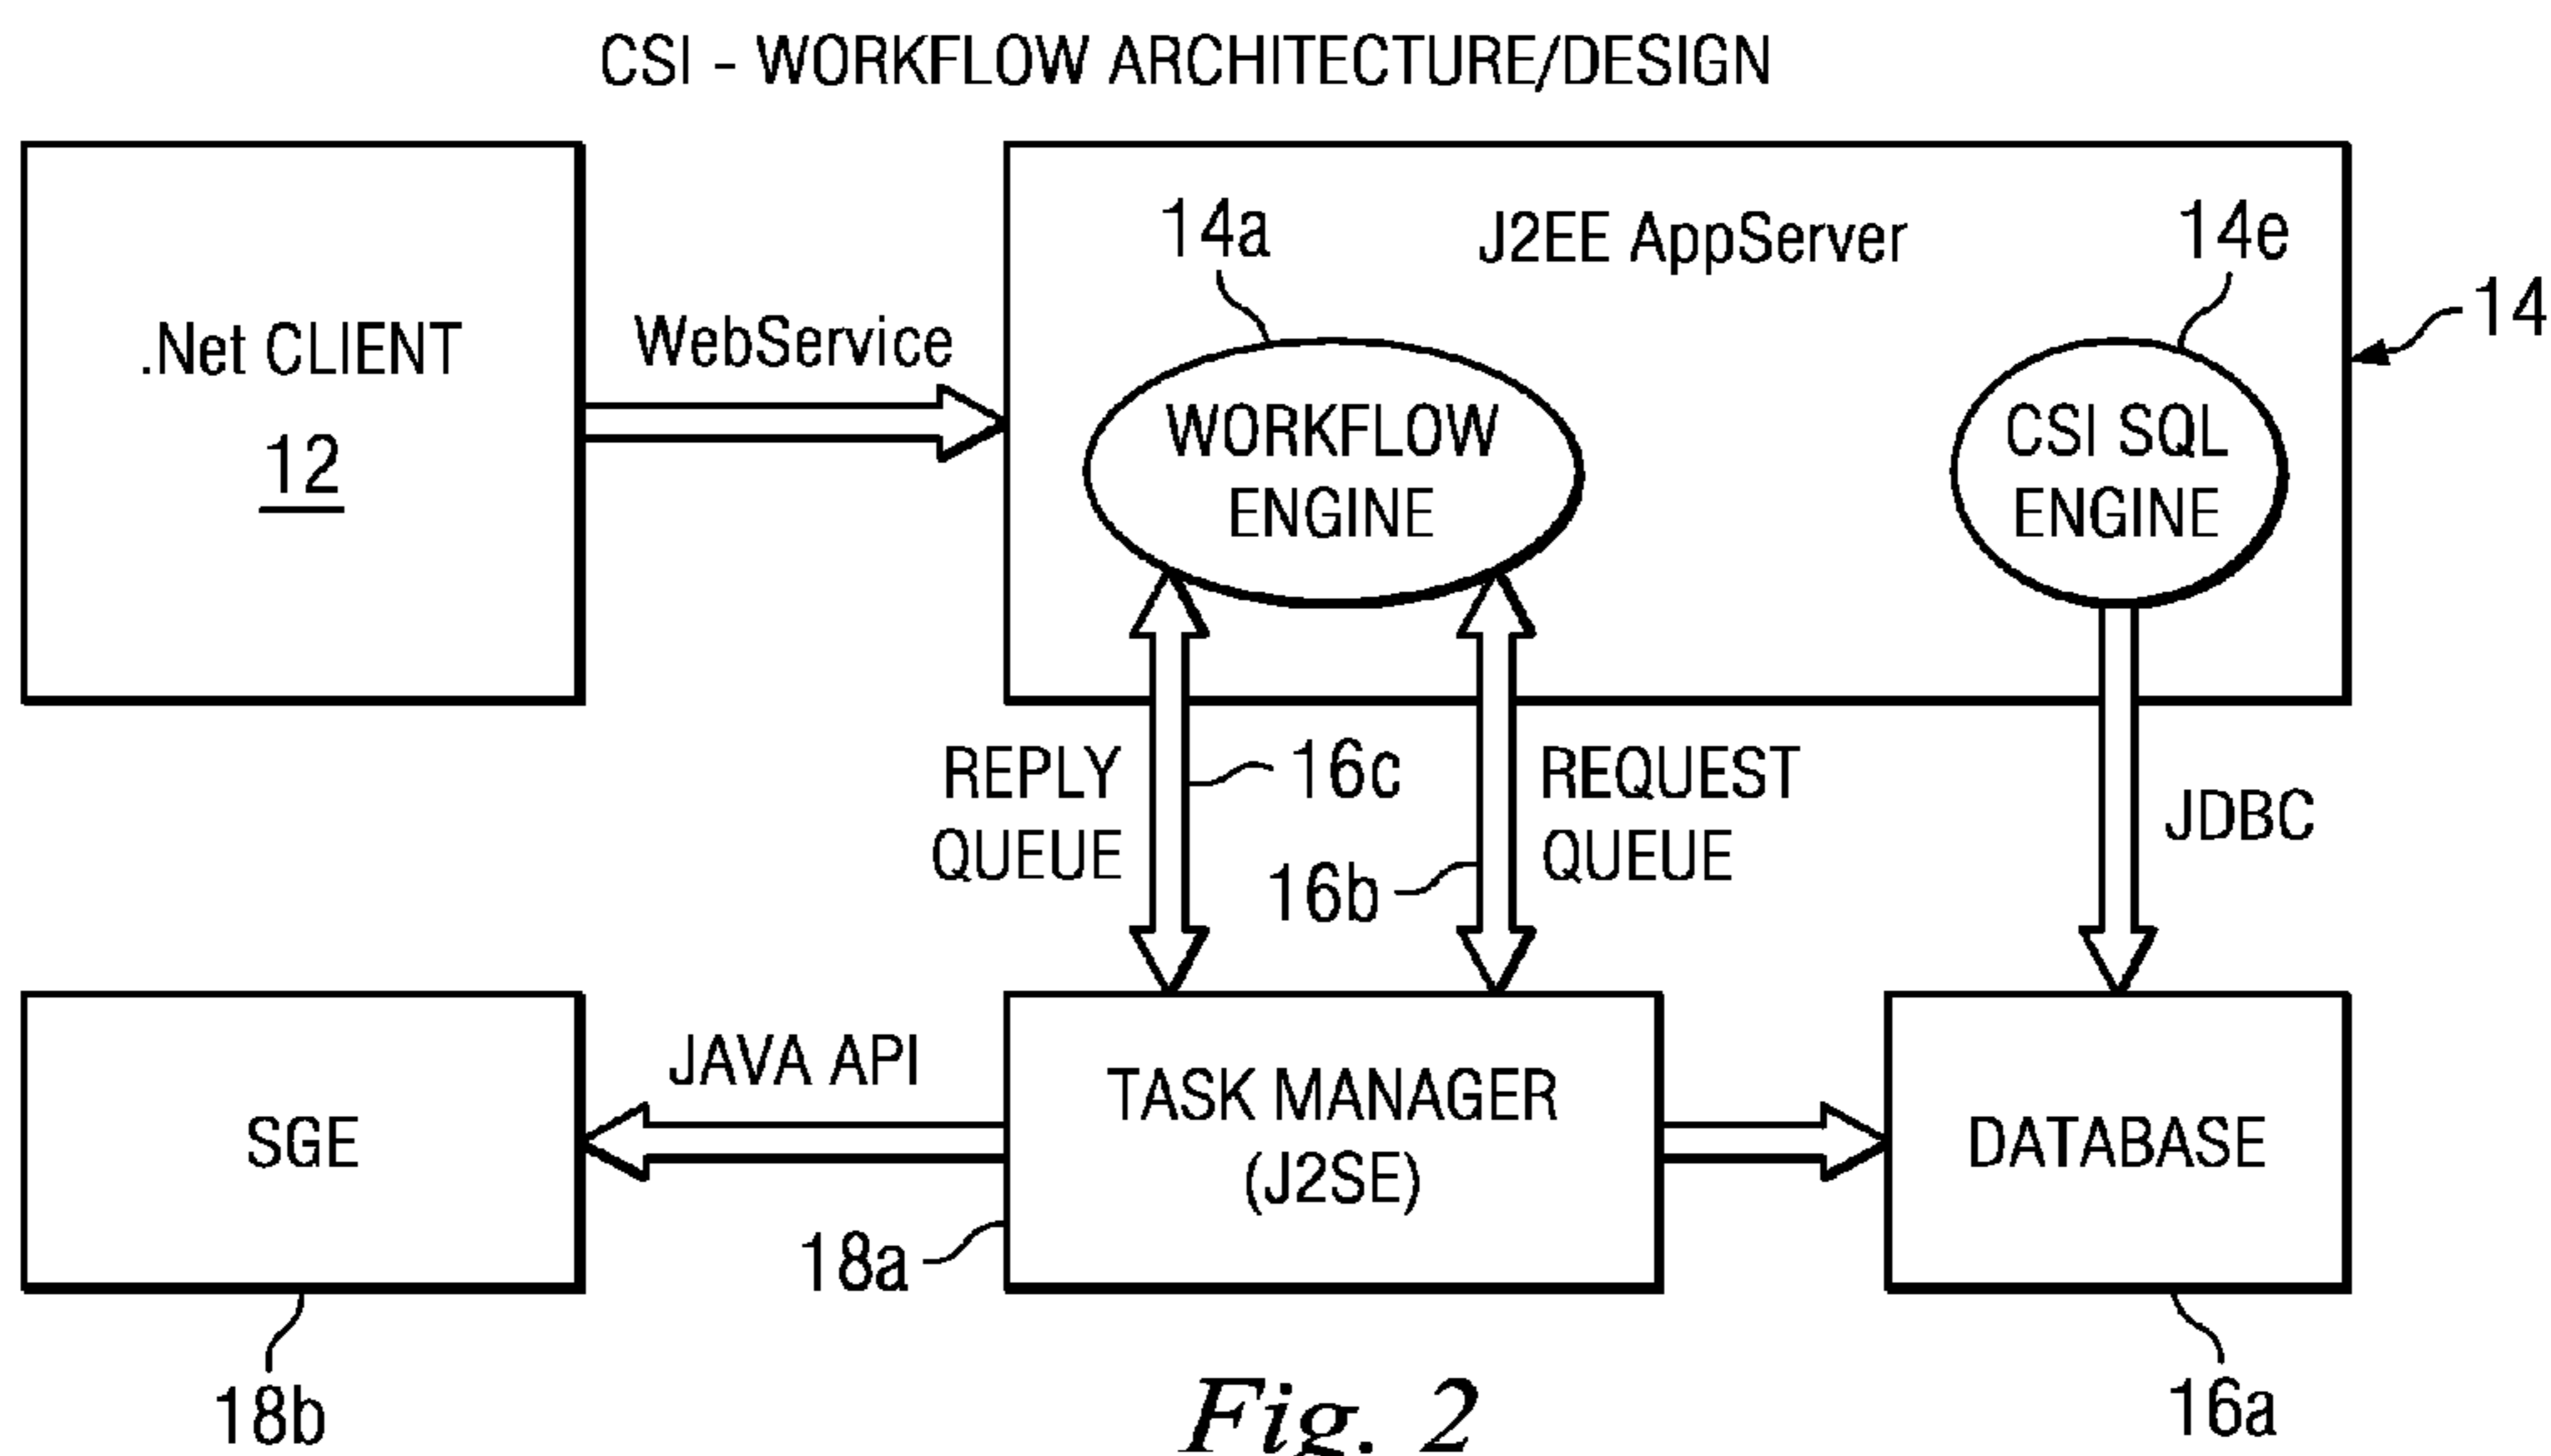 CSI - WORKFLOW ARCHITECTURE/DESIGN
.Net CLIENT
12
WebService
J2EE AppServer
14a
14e
14
WORKFLOW
ENGINE
CSI SQL
ENGINE
REPLY
QUEUE
16c
16b
REQUEST
QUEUE
JDBC
SGE
18b
JAVA API
TASK MANAGER
(J2SE)
18a
DATABASE
16a
Fig. 2